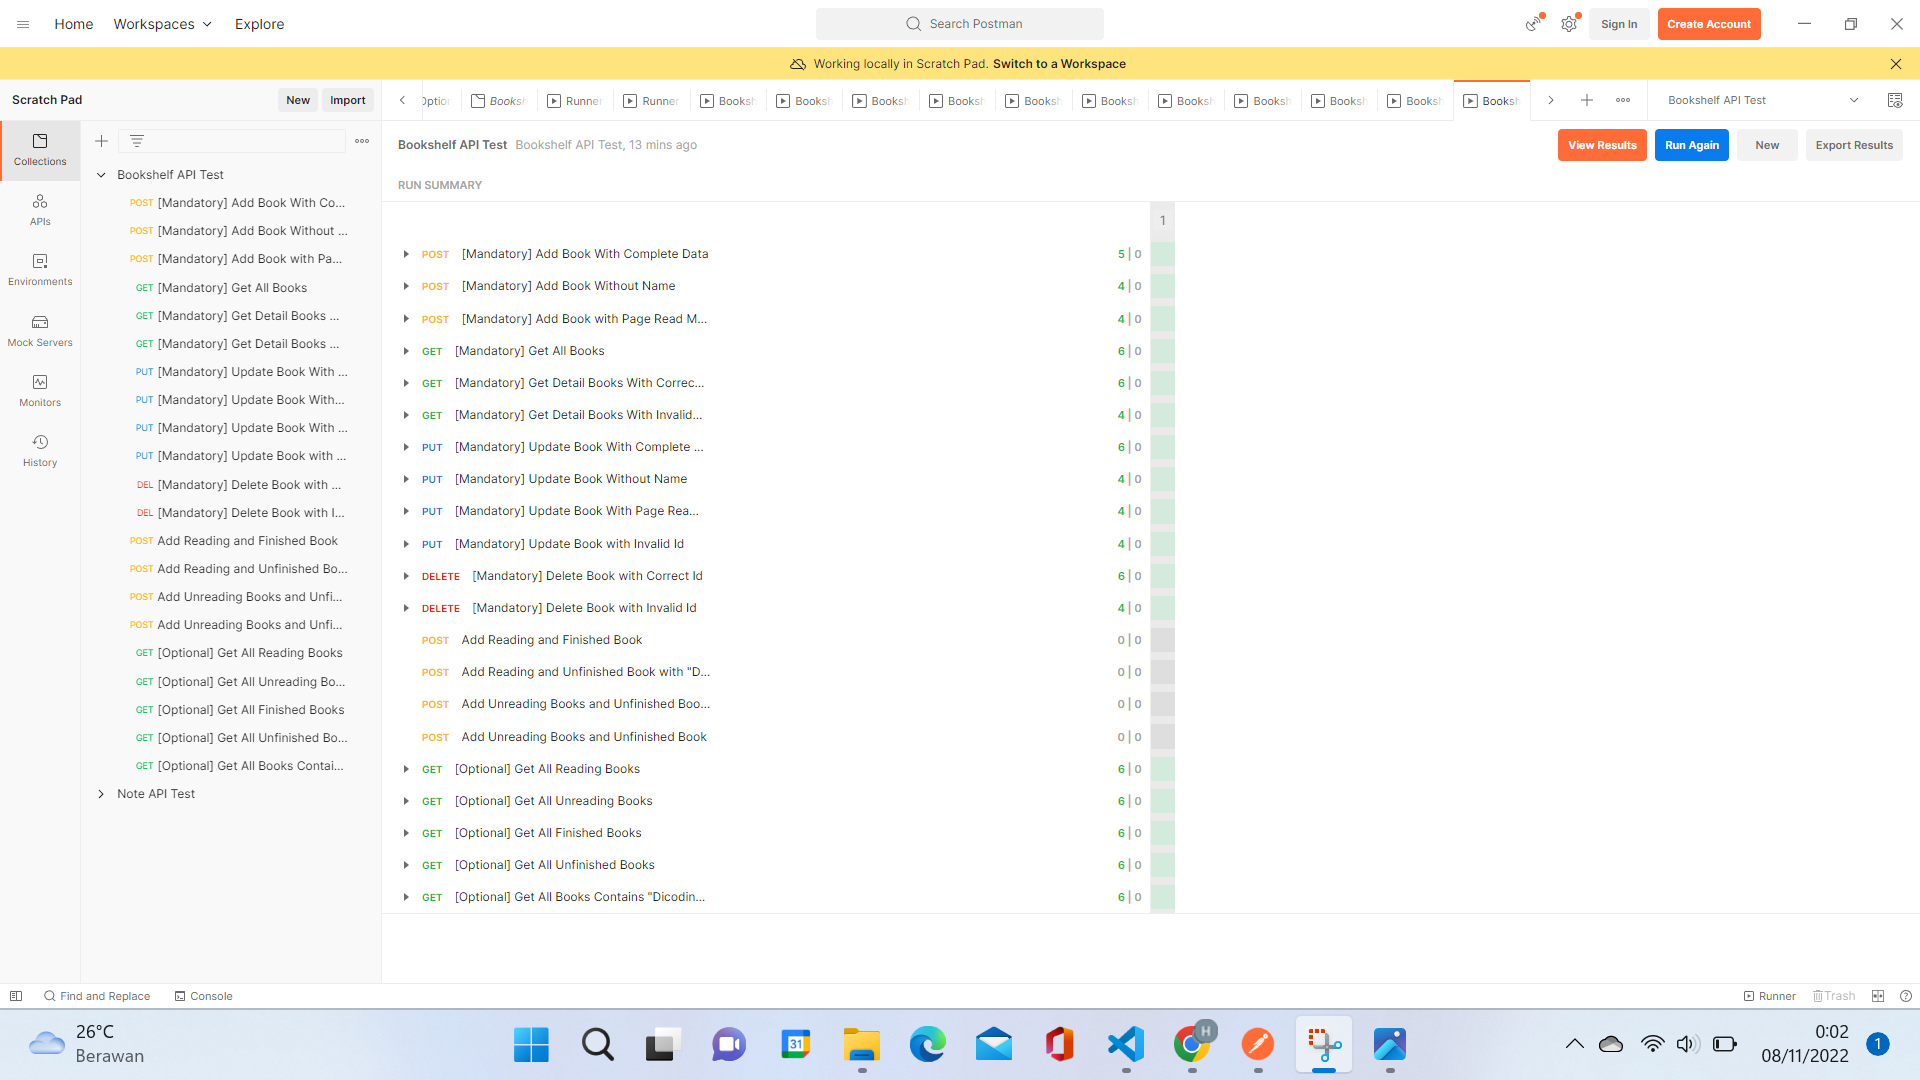 Home Workspaces Explore Search Postman Sign In Create Account
Working locally in Scratch Pad. Switch to a Workspace
Scratch Pad New Import
Books Runner Runner Books Books Books Books Books Books Books Books Books Books Books Bookshelf API Test
Collections
APIs
Environments
Mock Servers
Monitors
History
Bookshelf API Test
POST [Mandatory] Add Book With Co...
POST [Mandatory] Add Book Without ...
POST [Mandatory] Add Book with Pa...
GET [Mandatory] Get All Books
GET [Mandatory] Get Detail Books ...
GET [Mandatory] Get Detail Books ...
PUT [Mandatory] Update Book With ...
PUT [Mandatory] Update Book With...
PUT [Mandatory] Update Book With ...
PUT [Mandatory] Update Book with ...
DEL [Mandatory] Delete Book with ...
DEL [Mandatory] Delete Book with I...
POST Add Reading and Finished Book
POST Add Reading and Unfinished Bo...
POST Add Unreading Books and Unfi...
POST Add Unreading Books and Unfi...
GET [Optional] Get All Reading Books
GET [Optional] Get All Unreading Bo...
GET [Optional] Get All Finished Books
GET [Optional] Get All Unfinished Bo...
GET [Optional] Get All Books Contai...
Note API Test
Bookshelf API Test Bookshelf API Test, 13 mins ago View Results Run Again New Export Results
RUN SUMMARY
1
POST [Mandatory] Add Book With Complete Data 5 | 0
POST [Mandatory] Add Book Without Name 4 | 0
POST [Mandatory] Add Book with Page Read M... 4 | 0
GET [Mandatory] Get All Books 6 | 0
GET [Mandatory] Get Detail Books With Correc... 6 | 0
GET [Mandatory] Get Detail Books With Invalid... 4 | 0
PUT [Mandatory] Update Book With Complete ... 6 | 0
PUT [Mandatory] Update Book Without Name 4 | 0
PUT [Mandatory] Update Book With Page Rea... 4 | 0
PUT [Mandatory] Update Book with Invalid Id 4 | 0
DELETE [Mandatory] Delete Book with Correct Id 6 | 0
DELETE [Mandatory] Delete Book with Invalid Id 4 | 0
POST Add Reading and Finished Book 0 | 0
POST Add Reading and Unfinished Book with "D... 0 | 0
POST Add Unreading Books and Unfinished Boo... 0 | 0
POST Add Unreading Books and Unfinished Book 0 | 0
GET [Optional] Get All Reading Books 6 | 0
GET [Optional] Get All Unreading Books 6 | 0
GET [Optional] Get All Finished Books 6 | 0
GET [Optional] Get All Unfinished Books 6 | 0
GET [Optional] Get All Books Contains "Dicodin... 6 | 0
Find and Replace Console Runner Trash
26°C
Berawan
31
H
0:02
08/11/2022
1